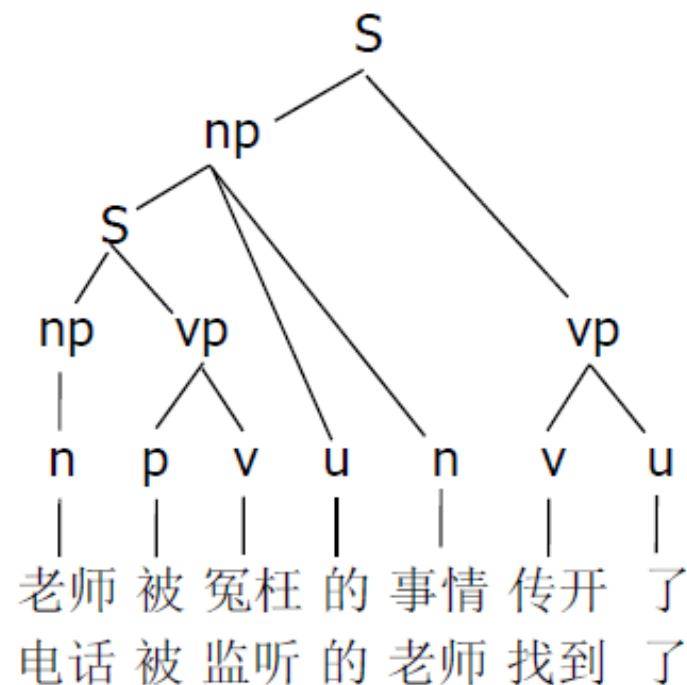 S
np
S
np vp vp
n p v u n v u
老师 被 冤枉 的 事情 传开 了
电话 被 监听 的 老师 找到 了